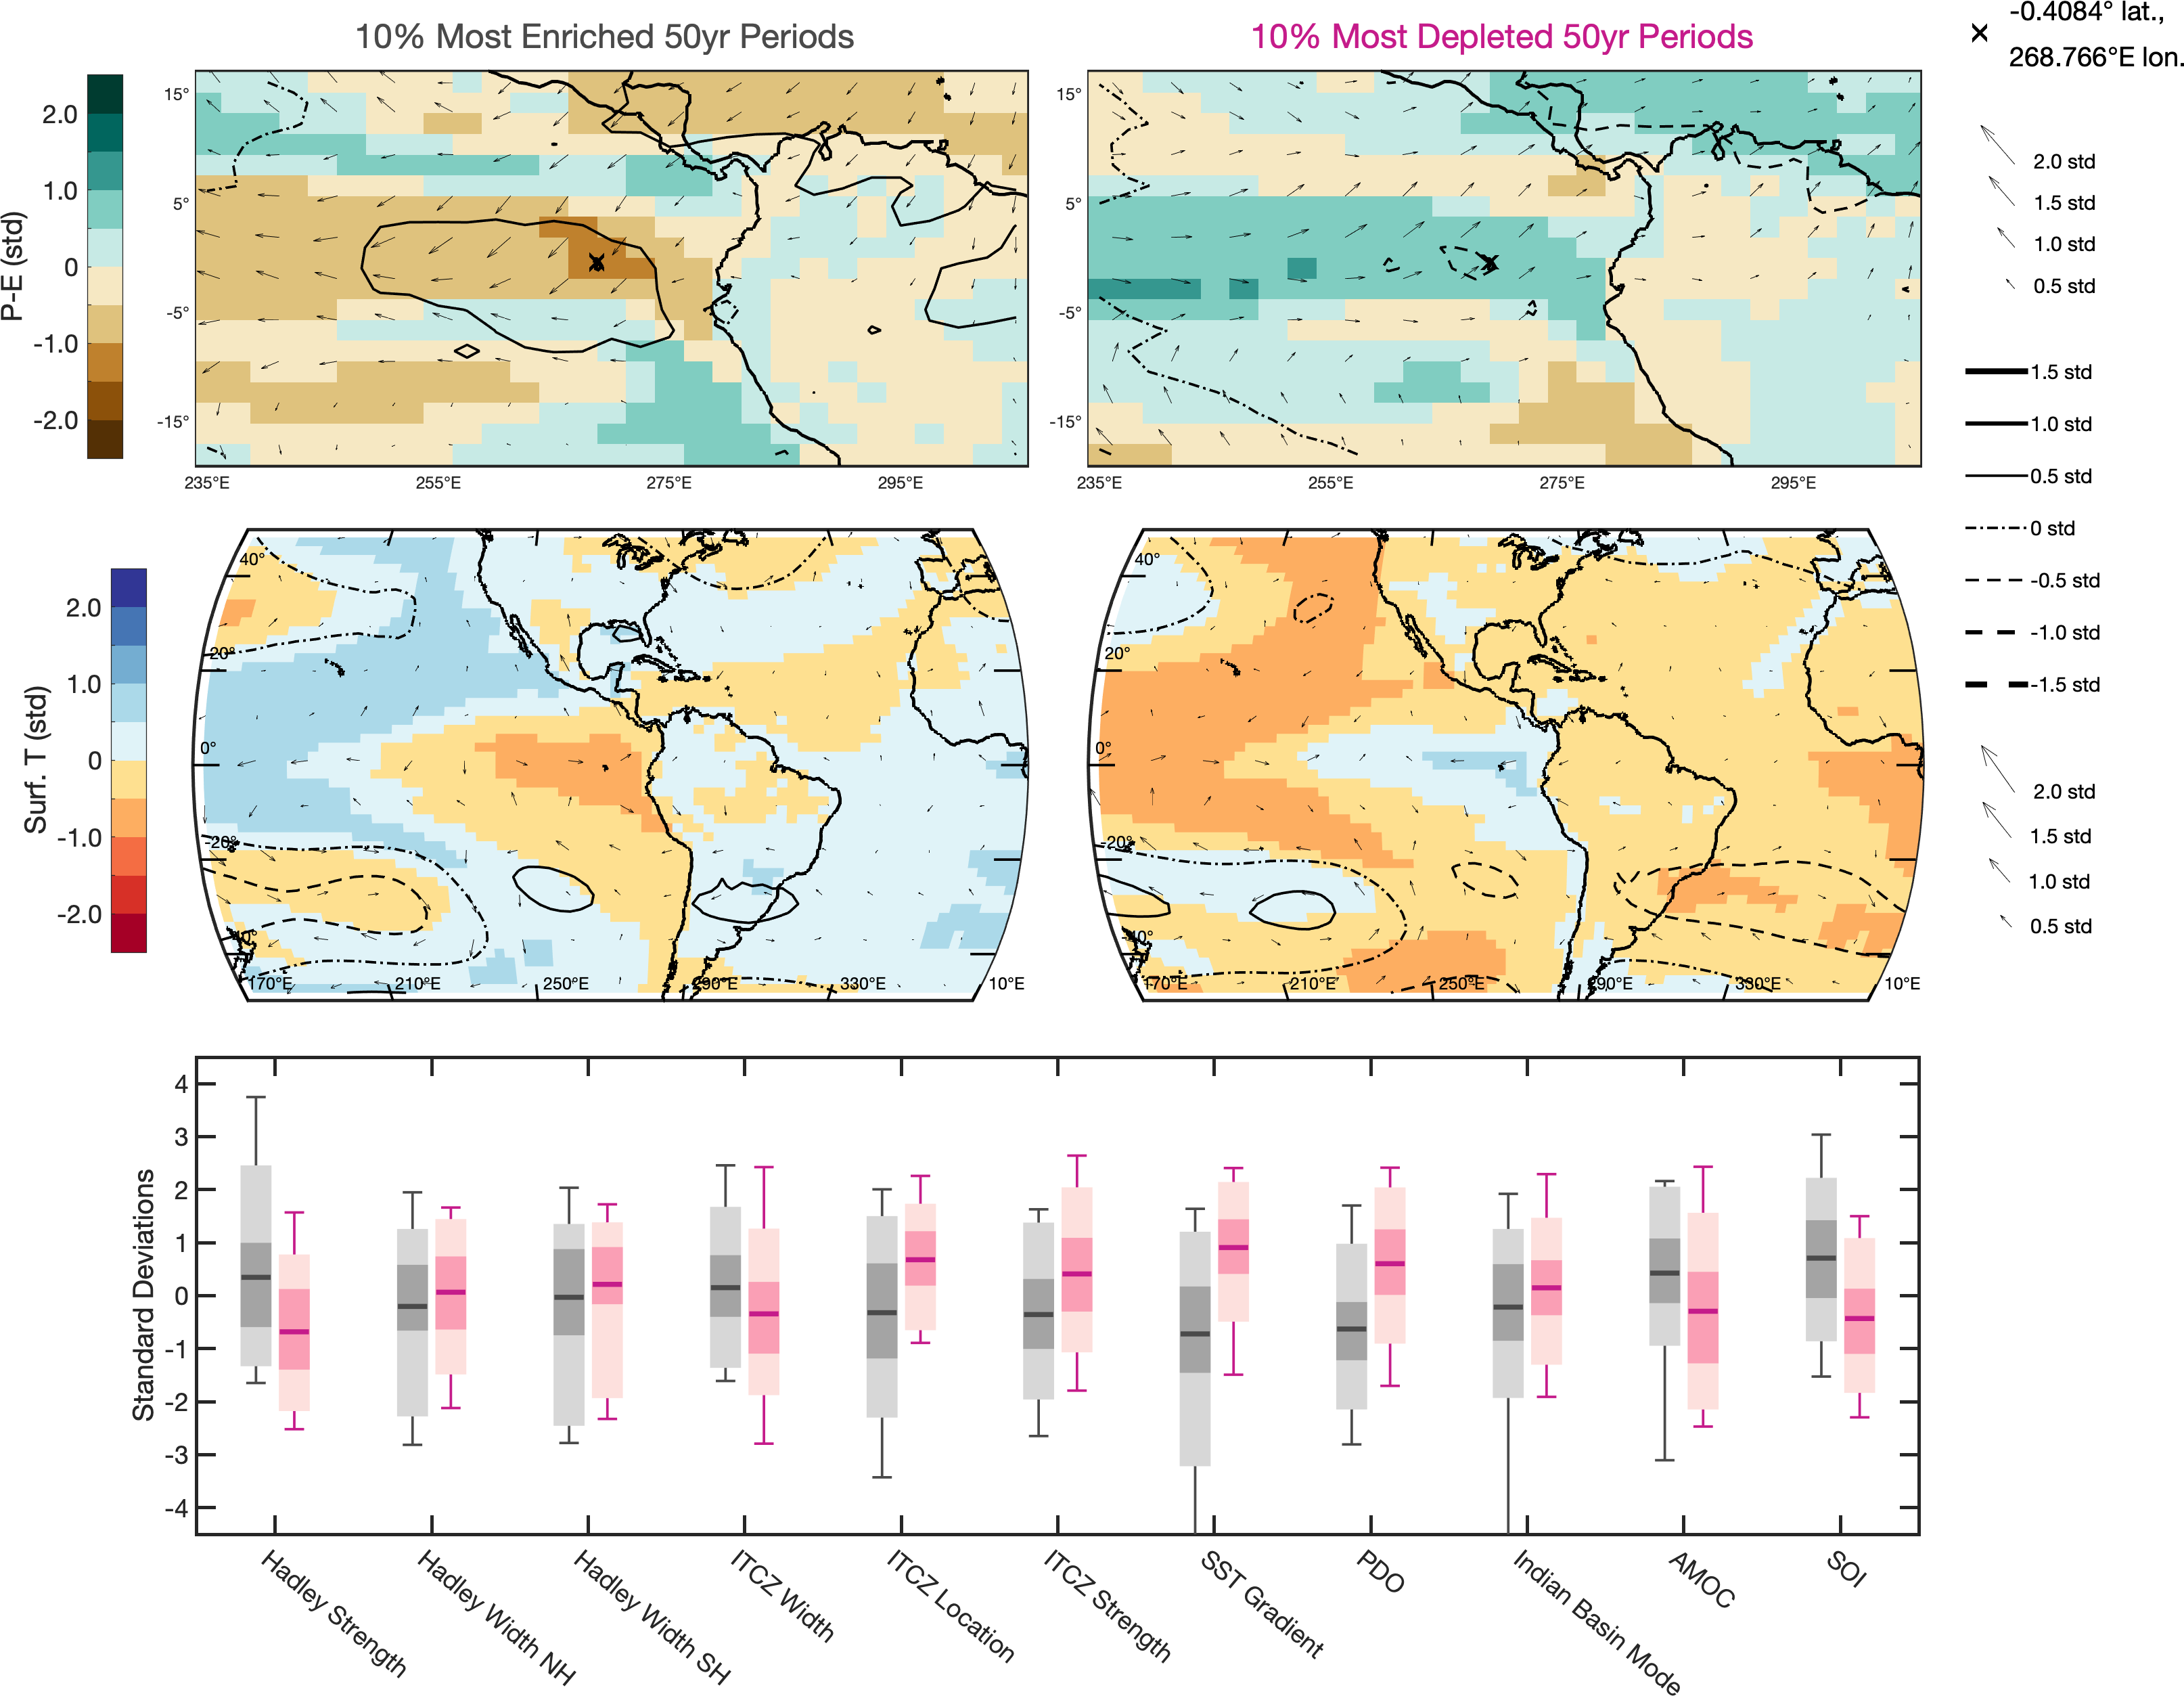 10% Most Enriched 50yr Periods
10% Most Depleted 50yr Periods
-0.4084° lat.,
268.766°E lon.
P-E (std)
2.0
1.0
0
-1.0
-2.0
15°
5°
-5°
-15°
235°E 255°E 275°E 295°E
15°
5°
-5°
-15°
235°E 255°E 275°E 295°E
2.0 std
1.5 std
1.0 std
0.5 std
1.5 std
1.0 std
0.5 std
0 std
-0.5 std
-1.0 std
-1.5 std
Surf. T (std)
2.0
1.0
0
-1.0
-2.0
40°
20°
0°
-20°
-40°
170°E 210°E 250°E 290°E 330°E 10°E
40°
20°
0°
-20°
-40°
170°E 210°E 250°E 290°E 330°E 10°E
2.0 std
1.5 std
1.0 std
0.5 std
Standard Deviations
4
3
2
1
0
-1
-2
-3
-4
Hadley Strength
Hadley Width NH
Hadley Width SH
ITCZ Width
ITCZ Location
ITCZ Strength
SST Gradient
PDO
Indian Basin Mode
AMOC
SOI